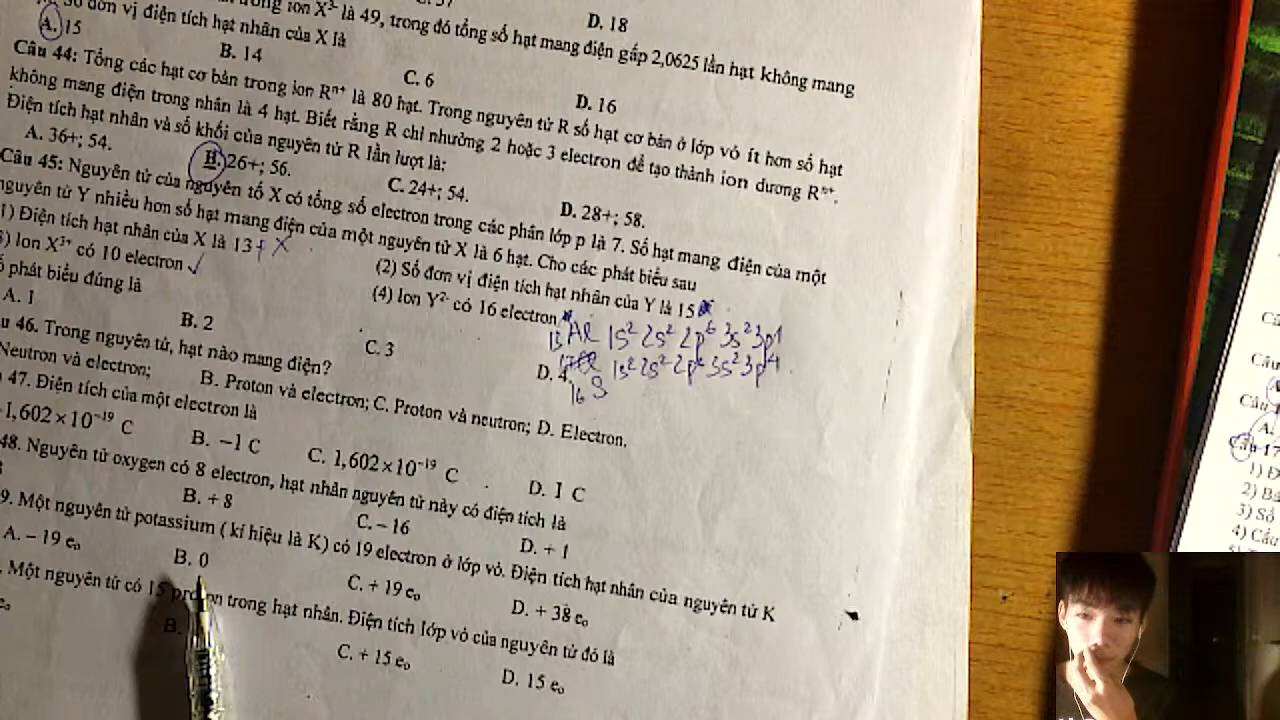 ion X³⁻ là 49, trong đó tổng số hạt mang điện gấp 2,0625 lần hạt không mang
đơn vị điện tích hạt nhân của X là
A. 15
B. 14
C. 6
D. 16
D. 18
Câu 44: Tổng các hạt cơ bản trong ion Rⁿ⁺ là 80 hạt. Trong nguyên tử R số hạt cơ bản ở lớp vỏ ít hơn số hạt
không mang điện trong nhân là 4 hạt. Biết rằng R chỉ nhường 2 hoặc 3 electron để tạo thành ion dương Rⁿ⁺.
Điện tích hạt nhân và số khối của nguyên tử R lần lượt là:
A. 36+; 54.
B. 26+; 56.
C. 24+; 54.
D. 28+; 58.
Câu 45: Nguyên tử của nguyên tố X có tổng số electron trong các phân lớp p là 7. Số hạt mang điện của một
nguyên tử Y nhiều hơn số hạt mang điện của một nguyên tử X là 6 hạt. Cho các phát biểu sau
1) Điện tích hạt nhân của X là 13+ X
(2) Số đơn vị điện tích hạt nhân của Y là 15
) Ion X³⁺ có 10 electron ✓
(4) Ion Y²⁻ có 16 electron
phát biểu đúng là
A. 1
B. 2
C. 3
D. 4
13 Al 1s² 2s² 2p⁶ 3s² 3p¹
1s² 2s² 2p⁶ 3s² 3p⁴
16 S
46. Trong nguyên tử, hạt nào mang điện?
Neutron và electron; B. Proton và electron; C. Proton và neutron; D. Electron.
47. Điện tích của một electron là
1,602×10⁻¹⁹ C
B. −1 C
C. 1,602×10⁻¹⁹ C
D. 1 C
48. Nguyên tử oxygen có 8 electron, hạt nhân nguyên tử này có điện tích là
B. + 8
C. − 16
D. + 1
9. Một nguyên tử potassium ( kí hiệu là K) có 19 electron ở lớp vỏ. Điện tích hạt nhân của nguyên tử K
A. − 19 e₀
B. 0
C. + 19 e₀
D. + 38 e₀
. Một nguyên tử có 15 proton trong hạt nhân. Điện tích lớp vỏ của nguyên tử đó là
B.
C. + 15 e₀
D. 15 e₀
Câu
Câu
A.
Câu 17
1) Đ
2) Bá
3) Số
4) Cấu